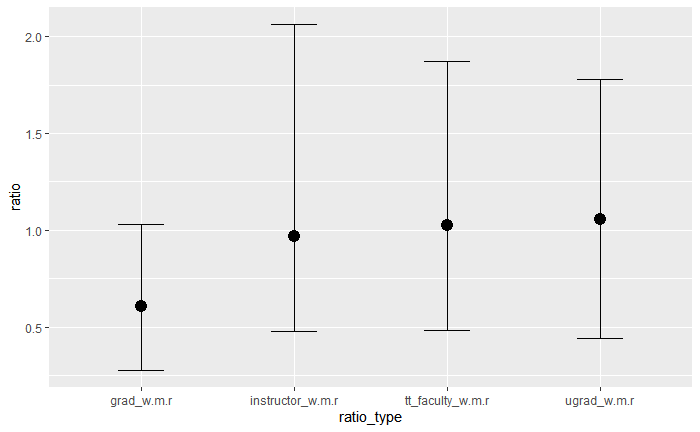 2.0
1.5
1.0
0.5
ratio
grad_w.m.r instructor_w.m.r tt_faculty_w.m.r ugrad_w.m.r
ratio_type